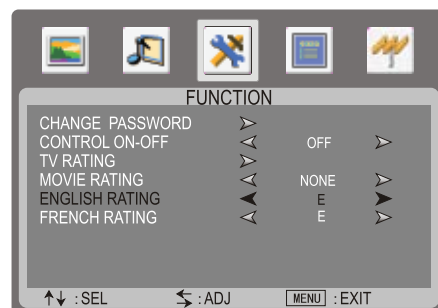 FUNCTION
CHANGE PASSWORD
CONTROL ON-OFF OFF
TV RATING
MOVIE RATING NONE
ENGLISH RATING E
FRENCH RATING E
: SEL : ADJ MENU : EXIT